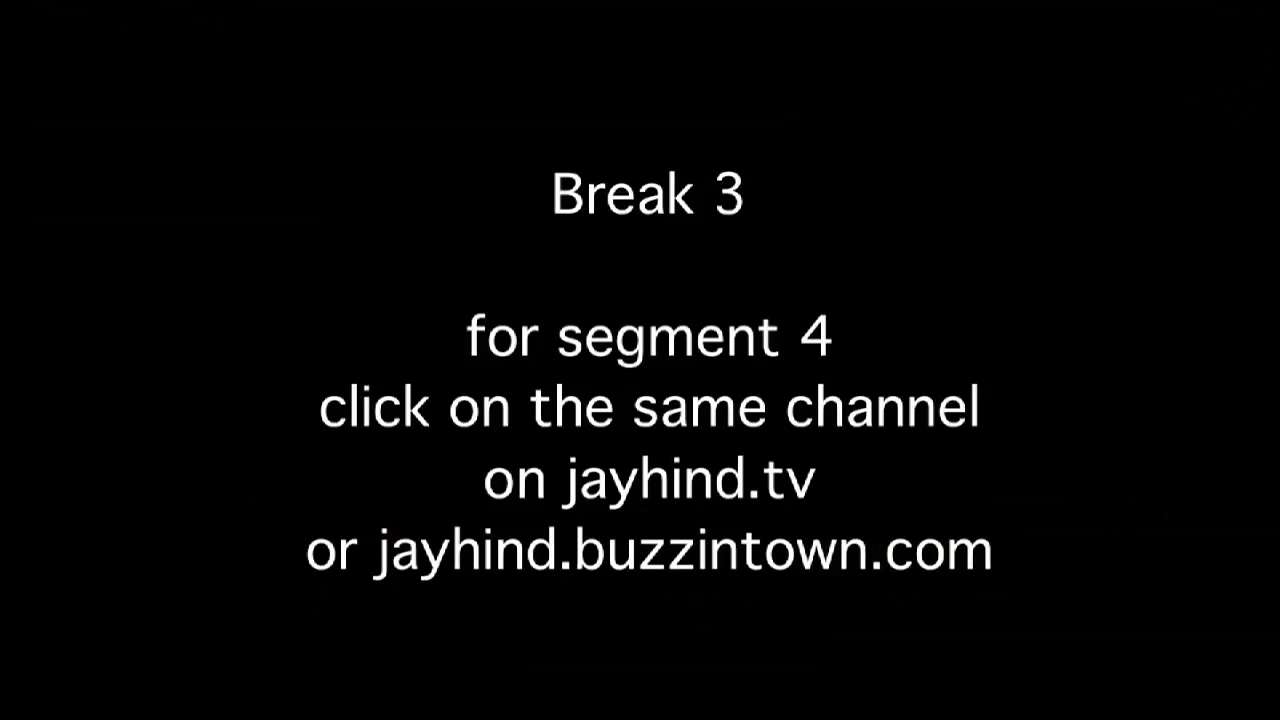 Break 3
for segment 4
click on the same channel
on jayhind.tv
or jayhind.buzzintown.com